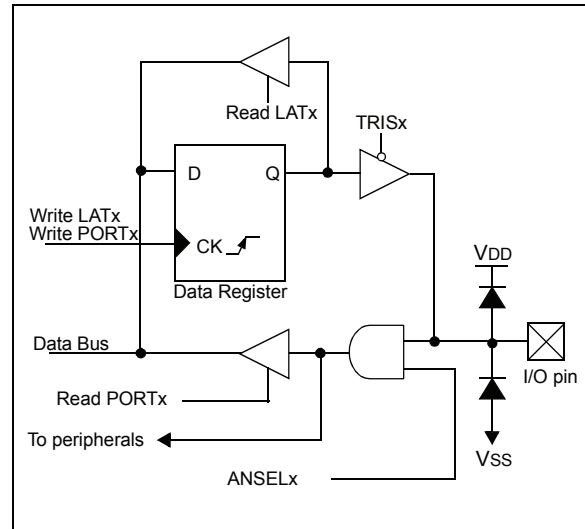 Read LATx
TRISx
D Q
Write LATx
Write PORTx
CK
VDD
Data Register
Data Bus
I/O pin
Read PORTx
To peripherals
VSS
ANSELx